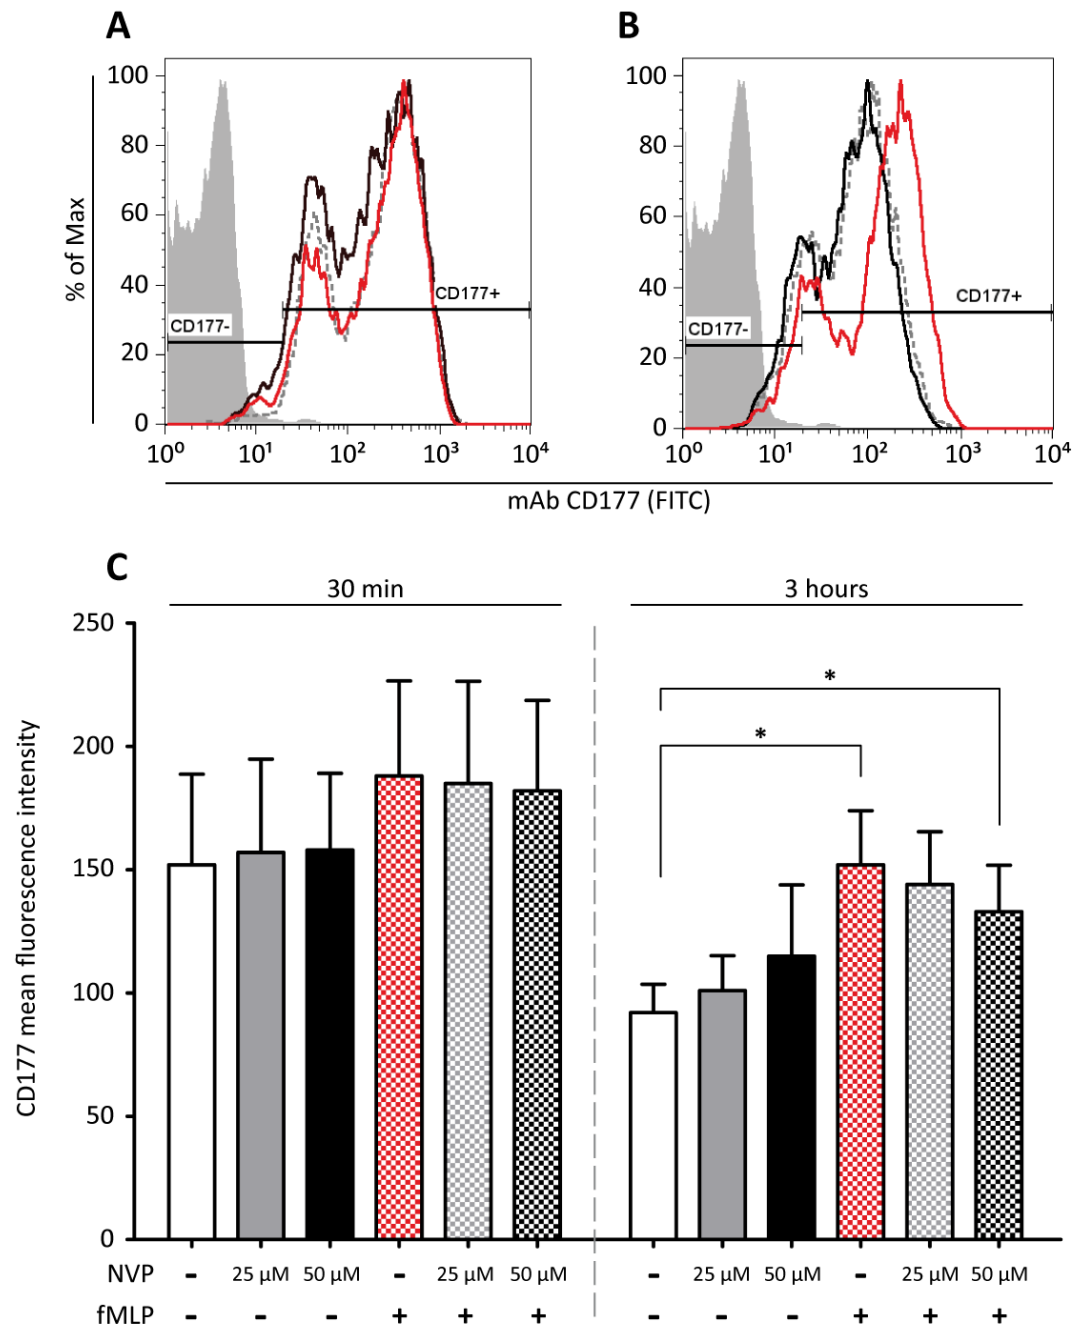 A
B
100
80
60
40
20
0
% of Max
CD177-
CD177+
10⁰ 10¹ 10² 10³ 10⁴
100
80
60
40
20
0
CD177-
CD177+
10⁰ 10¹ 10² 10³ 10⁴
mAb CD177 (FITC)
C
30 min
3 hours
250
200
150
100
50
0
CD177 mean fluorescence intensity
*
*
NVP - 25 µM 50 µM - 25 µM 50 µM - 25 µM 50 µM - 25 µM 50 µM
fMLP - - - + + + - - - + + +